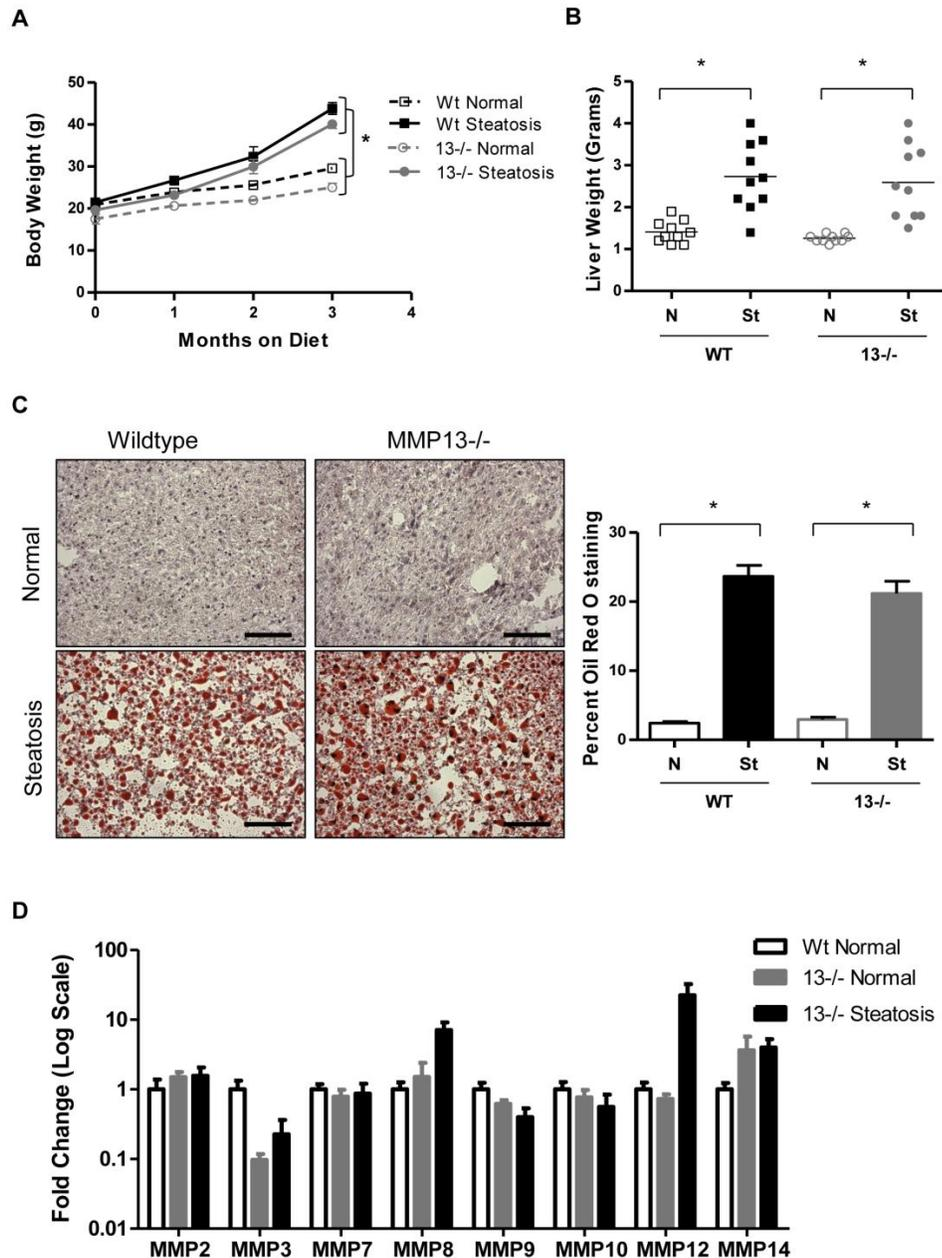 A
50
40
30
20
10
0
Body Weight (g)
0 1 2 3 4
Months on Diet
Wt Normal
Wt Steatosis
13-/- Normal
13-/- Steatosis
*
B
* *
5
4
3
2
1
0
Liver Weight (Grams)
N St N St
WT 13-/-
C
Wildtype MMP13-/-
Normal
Steatosis
* *
30
20
10
0
Percent Oil Red O staining
N St N St
WT 13-/-
D
100
10
1
0.1
0.01
Fold Change (Log Scale)
Wt Normal
13-/- Normal
13-/- Steatosis
MMP2 MMP3 MMP7 MMP8 MMP9 MMP10 MMP12 MMP14